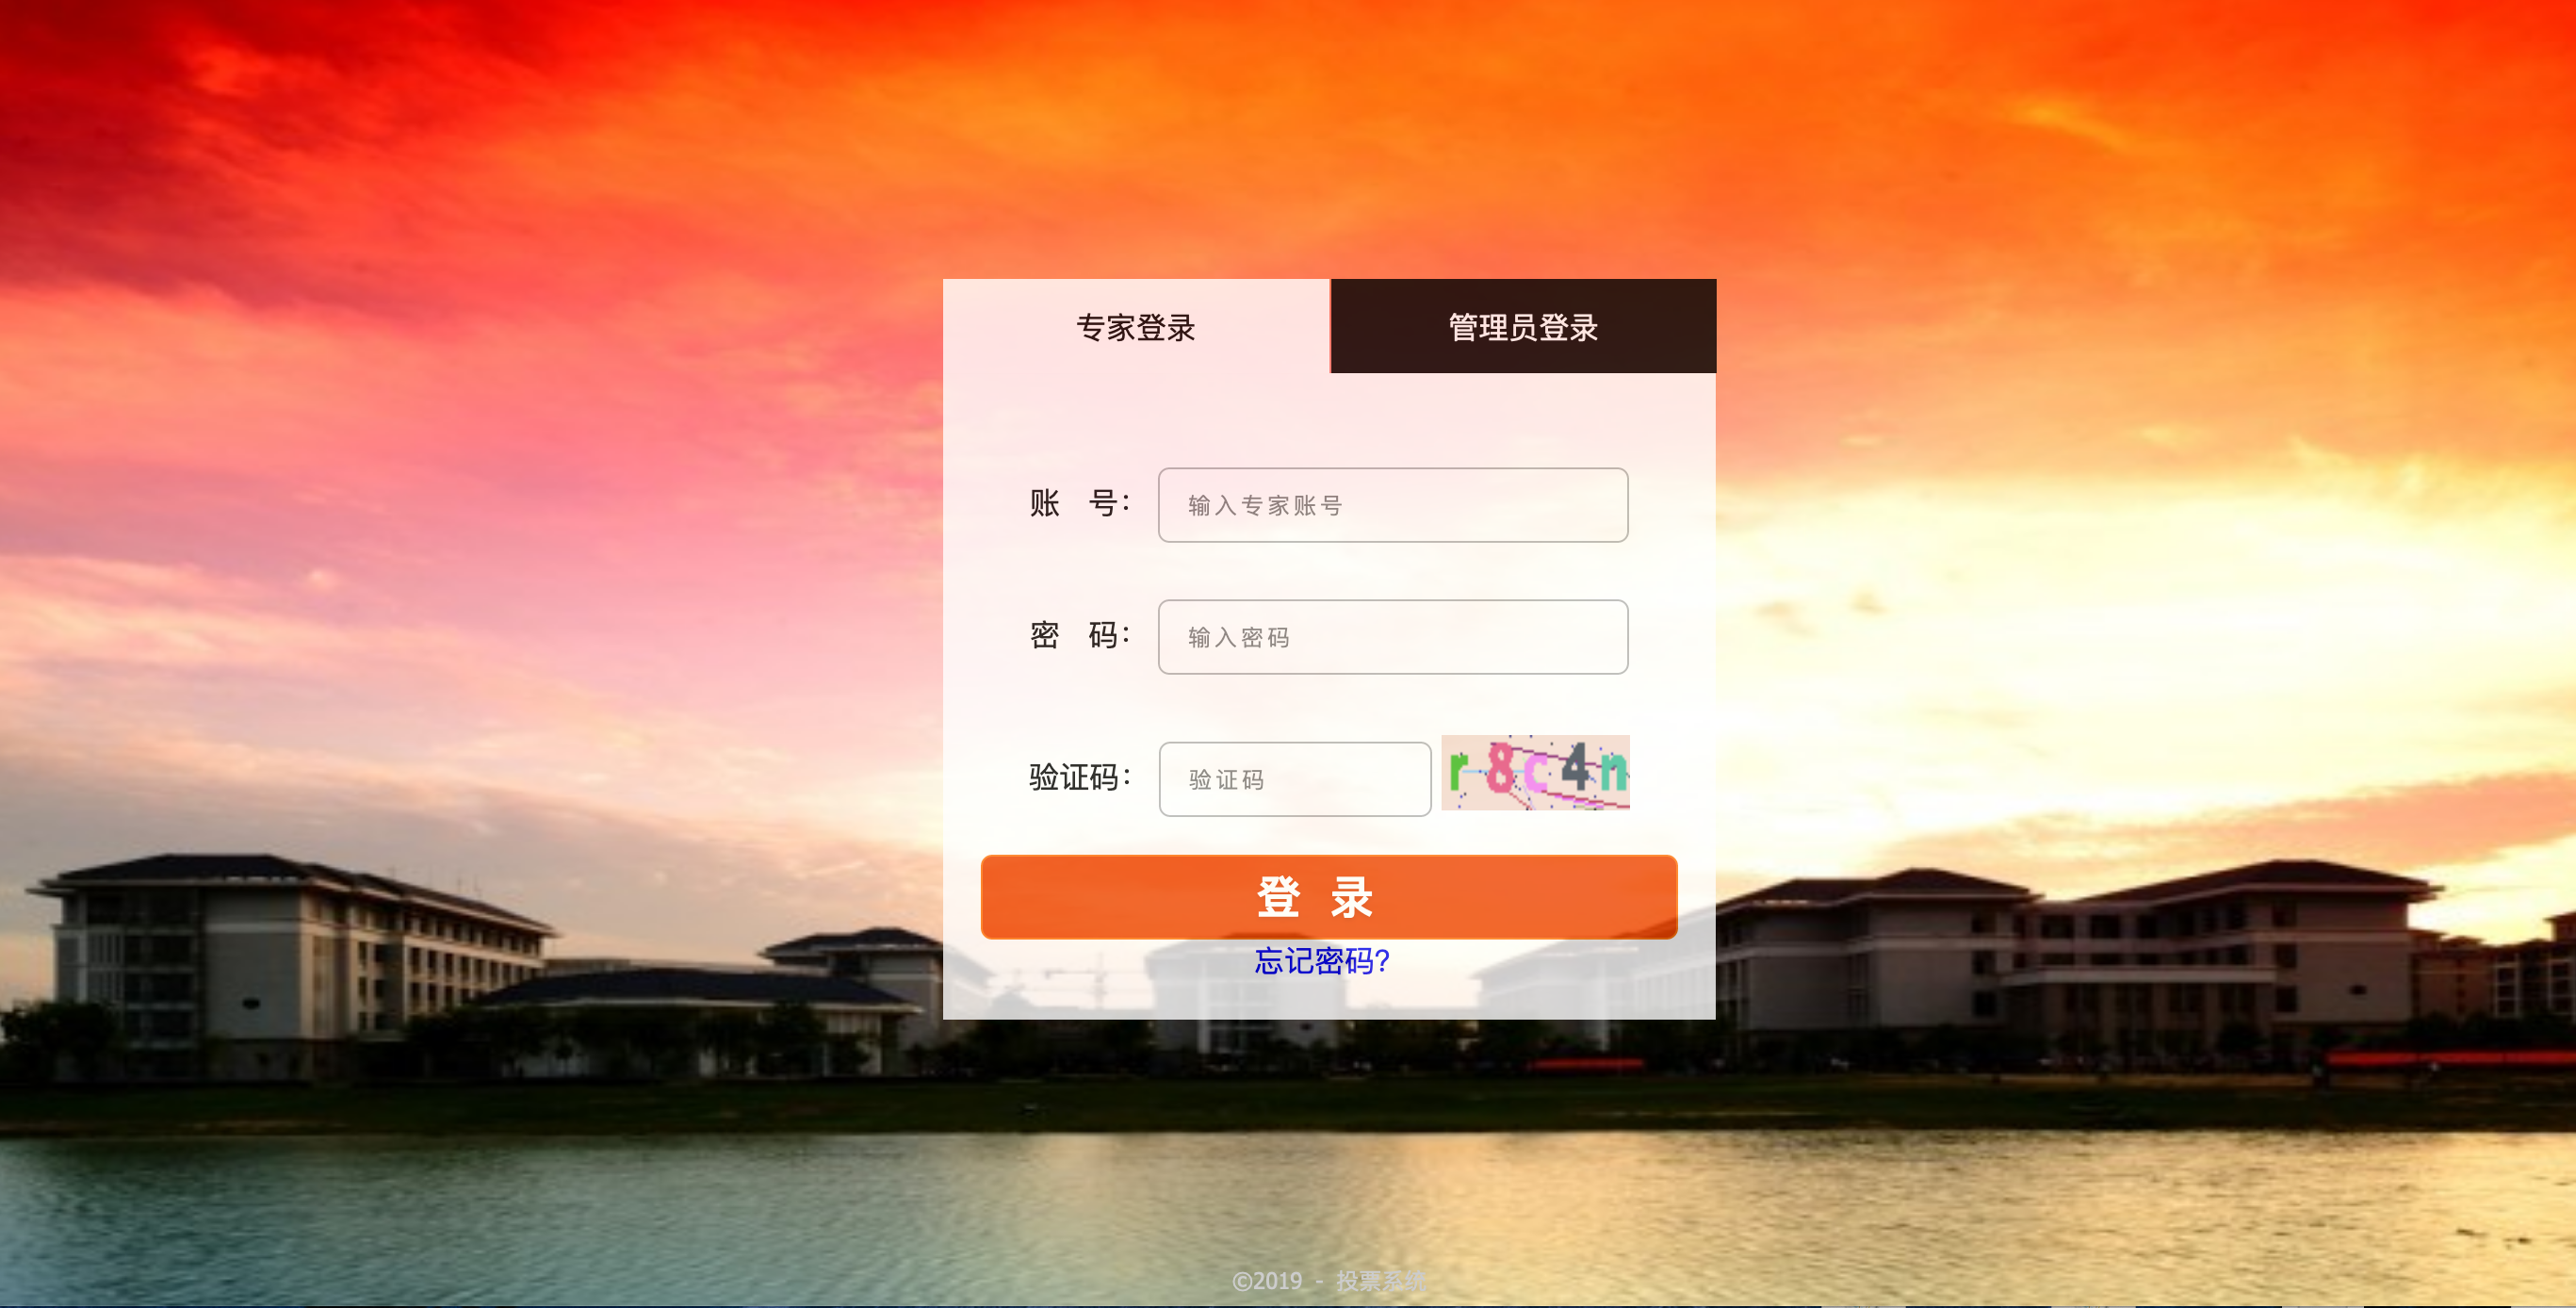 专家登录 管理员登录
账 号： 输入专家账号
密 码： 输入密码
验证码： 验证码 r8c4n
登 录
忘记密码?
©2019 - 投票系统